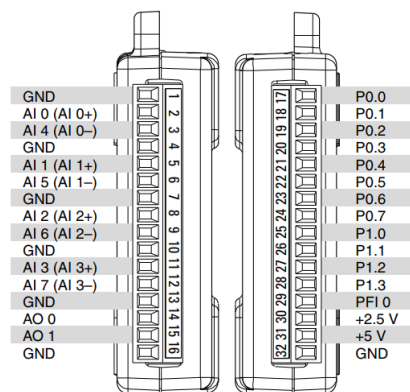 GND 1
AI 0 (AI 0+) 2
AI 4 (AI 0–) 3
GND 4
AI 1 (AI 1+) 5
AI 5 (AI 1–) 6
GND 7
AI 2 (AI 2+) 8
AI 6 (AI 2–) 9
GND 10
AI 3 (AI 3+) 11
AI 7 (AI 3–) 12
GND 13
AO 0 14
AO 1 15
GND 16
17 P0.0
18 P0.1
19 P0.2
20 P0.3
21 P0.4
22 P0.5
23 P0.6
24 P0.7
25 P1.0
26 P1.1
27 P1.2
28 P1.3
29 PFI 0
30 +2.5 V
31 +5 V
32 GND